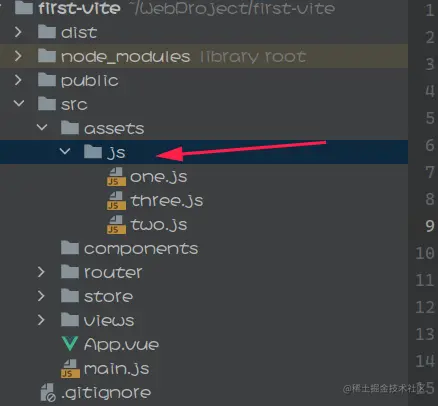 first-vite ~/WebProject/first-vite
dist
node_modules library root
public
src
assets
js
one.js
three.js
two.js
components
router
store
views
App.vue
main.js
.gitignore
1
2
3
4
5
6
7
8
9
10
11
12
13
14
15
@稀土掘金技术社区